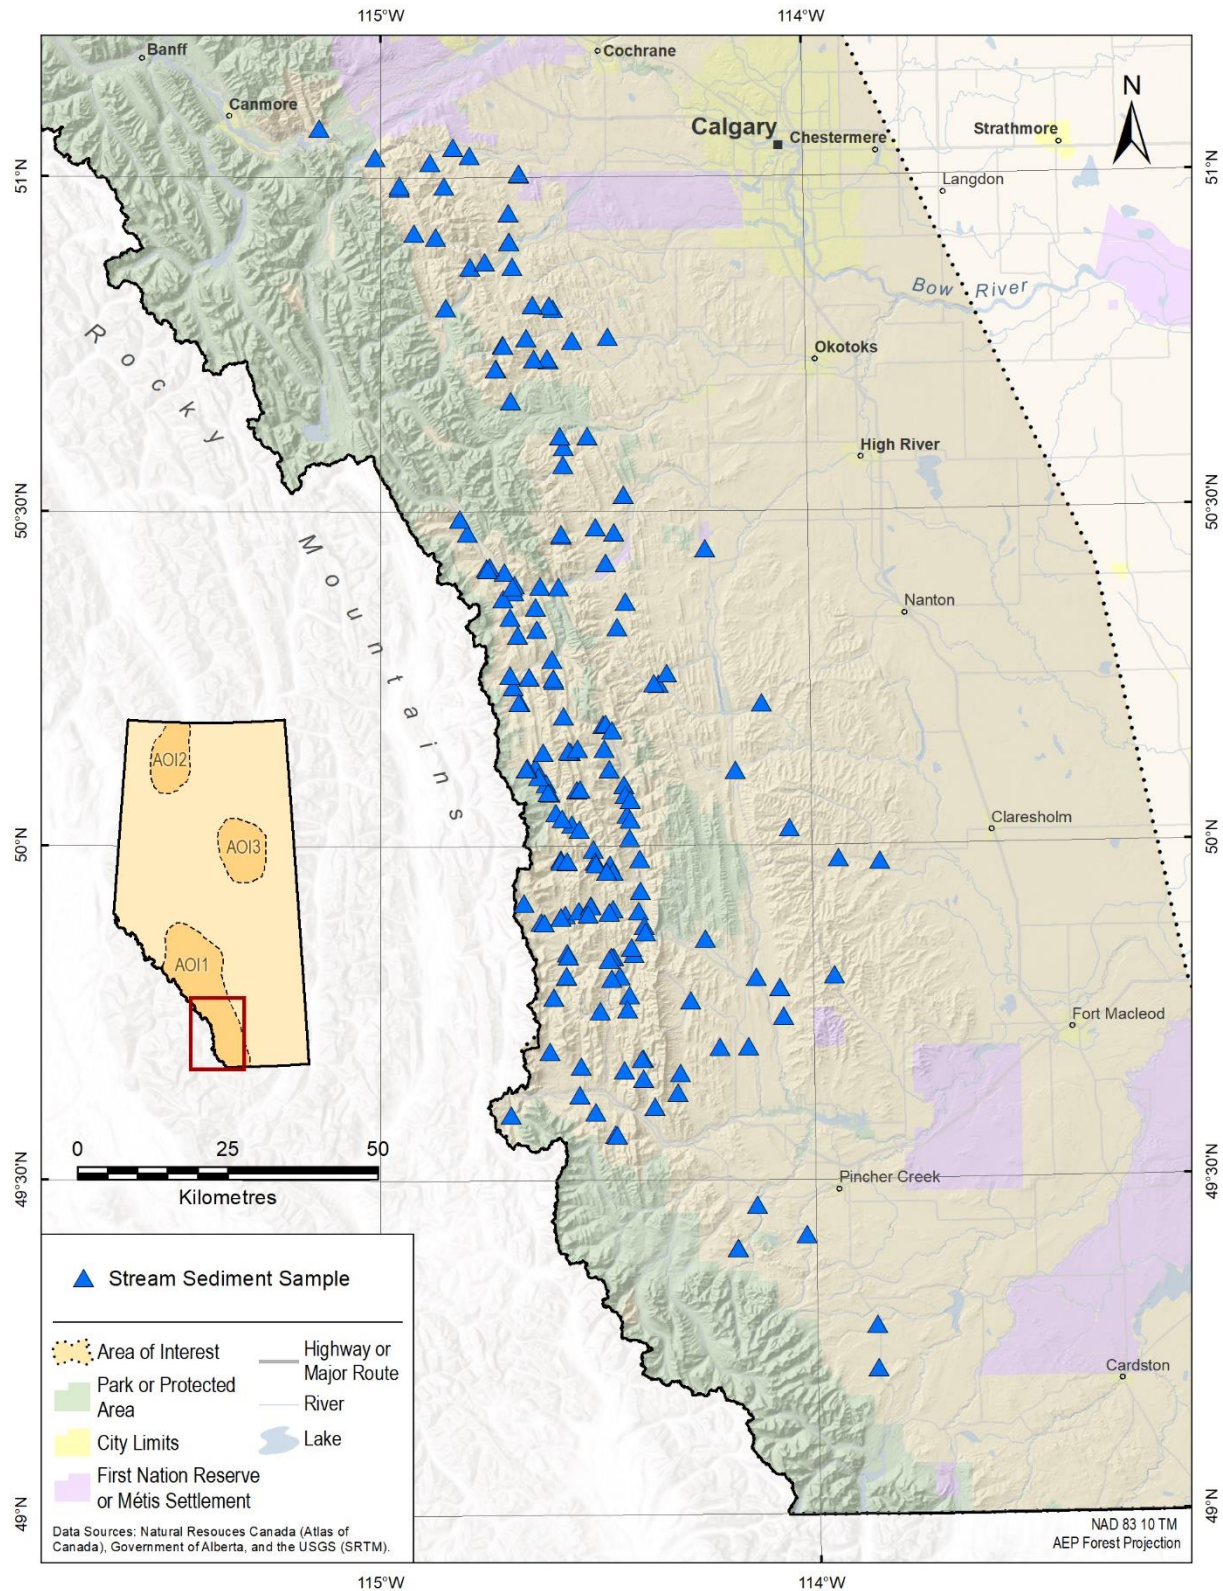 115°W
114°W
Banff
Cochrane
Canmore
Calgary
Chestermere
Strathmore
N
51°N
51°N
Langdon
Bow River
Okotoks
Rocky Mountains
High River
50°30'N
50°30'N
Nanton
AOI2
AOI3
AOI1
Claresholm
50°N
50°N
Fort Macleod
0 25 50
Kilometres
Pincher Creek
49°30'N
49°30'N
Stream Sediment Sample
Area of Interest
Park or Protected
Area
City Limits
First Nation Reserve
or Métis Settlement
Highway or
Major Route
River
Lake
Cardston
Data Sources: Natural Resouces Canada (Atlas of
Canada), Government of Alberta, and the USGS (SRTM).
49°N
49°N
NAD 83 10 TM
AEP Forest Projection
115°W
114°W